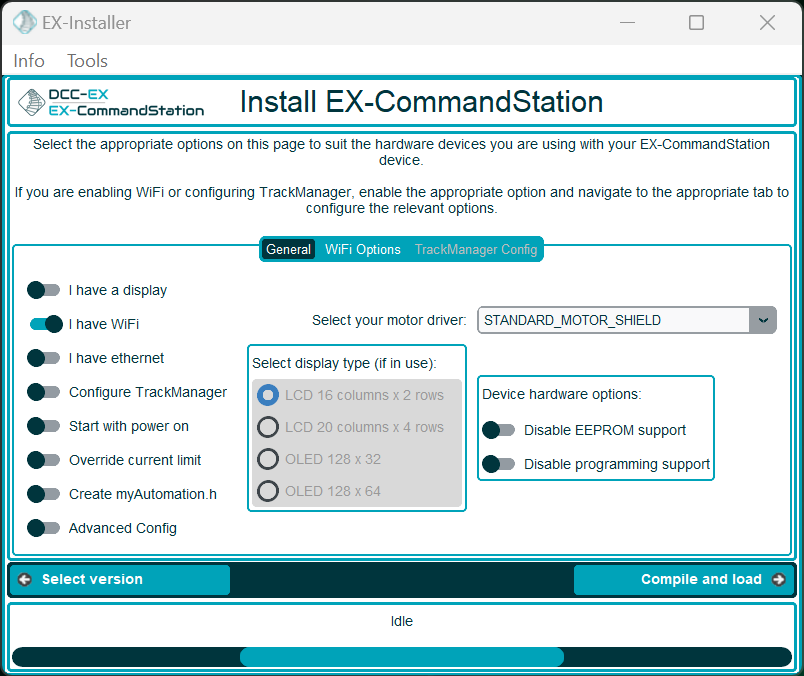 EX-Installer
Info Tools
DCC-EX
EX-CommandStation
Install EX-CommandStation
Select the appropriate options on this page to suit the hardware devices you are using with your EX-CommandStation
device.
If you are enabling WiFi or configuring TrackManager, enable the appropriate option and navigate to the appropriate tab to
configure the relevant options.
General WiFi Options TrackManager Config
I have a display
I have WiFi
I have ethernet
Configure TrackManager
Start with power on
Override current limit
Create myAutomation.h
Advanced Config
Select your motor driver: STANDARD_MOTOR_SHIELD
Select display type (if in use):
LCD 16 columns x 2 rows
LCD 20 columns x 4 rows
OLED 128 x 32
OLED 128 x 64
Device hardware options:
Disable EEPROM support
Disable programming support
Select version
Compile and load
Idle